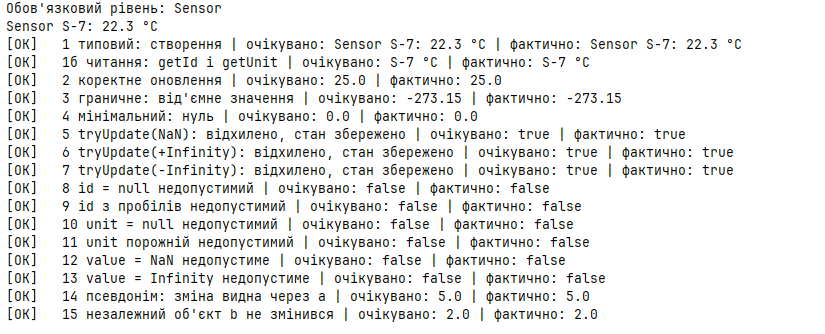 Обов'язковий рівень: Sensor
Sensor S-7: 22.3 °C
[OK]   1 типовий: створення | очікувано: Sensor S-7: 22.3 °C | фактично: Sensor S-7: 22.3 °C
[OK]   1б читання: getId і getUnit | очікувано: S-7 °C | фактично: S-7 °C
[OK]   2 коректне оновлення | очікувано: 25.0 | фактично: 25.0
[OK]   3 граничне: від'ємне значення | очікувано: -273.15 | фактично: -273.15
[OK]   4 мінімальний: нуль | очікувано: 0.0 | фактично: 0.0
[OK]   5 tryUpdate(NaN): відхилено, стан збережено | очікувано: true | фактично: true
[OK]   6 tryUpdate(+Infinity): відхилено, стан збережено | очікувано: true | фактично: true
[OK]   7 tryUpdate(-Infinity): відхилено, стан збережено | очікувано: true | фактично: true
[OK]   8 id = null недопустимий | очікувано: false | фактично: false
[OK]   9 id з пробілів недопустимий | очікувано: false | фактично: false
[OK]   10 unit = null недопустимий | очікувано: false | фактично: false
[OK]   11 unit порожній недопустимий | очікувано: false | фактично: false
[OK]   12 value = NaN недопустиме | очікувано: false | фактично: false
[OK]   13 value = Infinity недопустиме | очікувано: false | фактично: false
[OK]   14 псевдонім: зміна видна через a | очікувано: 5.0 | фактично: 5.0
[OK]   15 незалежний об'єкт b не змінився | очікувано: 2.0 | фактично: 2.0